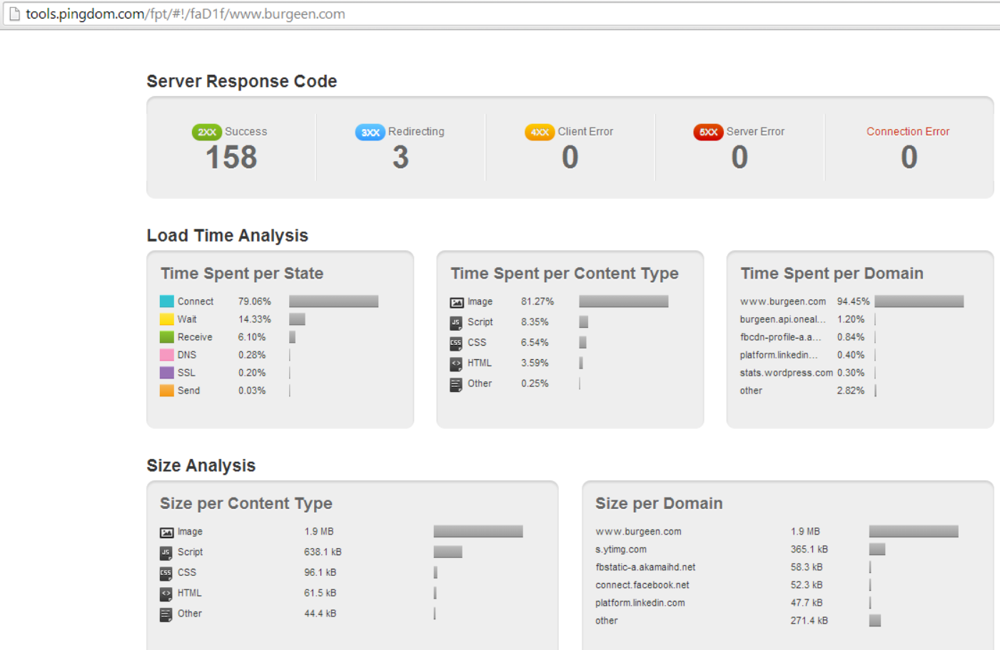 tools.pingdom.com/fpt/#!/faD1f/www.burgeen.com
Server Response Code
2XX Success
158
3XX Redirecting
3
4XX Client Error
0
5XX Server Error
0
Connection Error
0
Load Time Analysis
Time Spent per State
Connect 79.06%
Wait 14.33%
Receive 6.10%
DNS 0.28%
SSL 0.20%
Send 0.03%
Time Spent per Content Type
Image 81.27%
JS Script 8.35%
CSS CSS 6.54%
<> HTML 3.59%
Other 0.25%
Time Spent per Domain
www.burgeen.com 94.45%
burgeen.api.oneal... 1.20%
fbcdn-profile-a.a... 0.84%
platform.linkedin... 0.40%
stats.wordpress.com 0.30%
other 2.82%
Size Analysis
Size per Content Type
Image 1.9 MB
JS Script 638.1 kB
CSS CSS 96.1 kB
<> HTML 61.5 kB
Other 44.4 kB
Size per Domain
www.burgeen.com 1.9 MB
s.ytimg.com 365.1 kB
fbstatic-a.akamaihd.net 58.3 kB
connect.facebook.net 52.3 kB
platform.linkedin.com 47.7 kB
other 271.4 kB